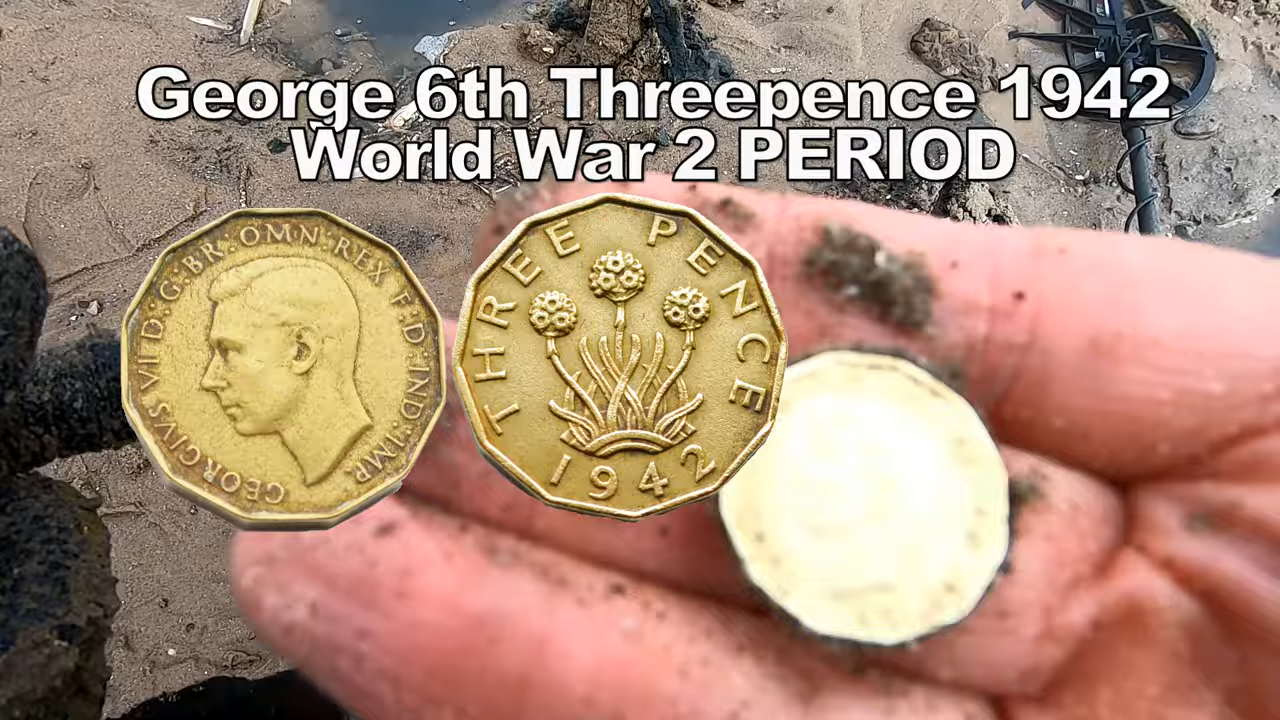 George 6th Threepence 1942
World War 2 PERIOD
GEORGIVS VI D:G:BR:OMN:REX F:D:IND:IMP.
THREE PENCE
1942